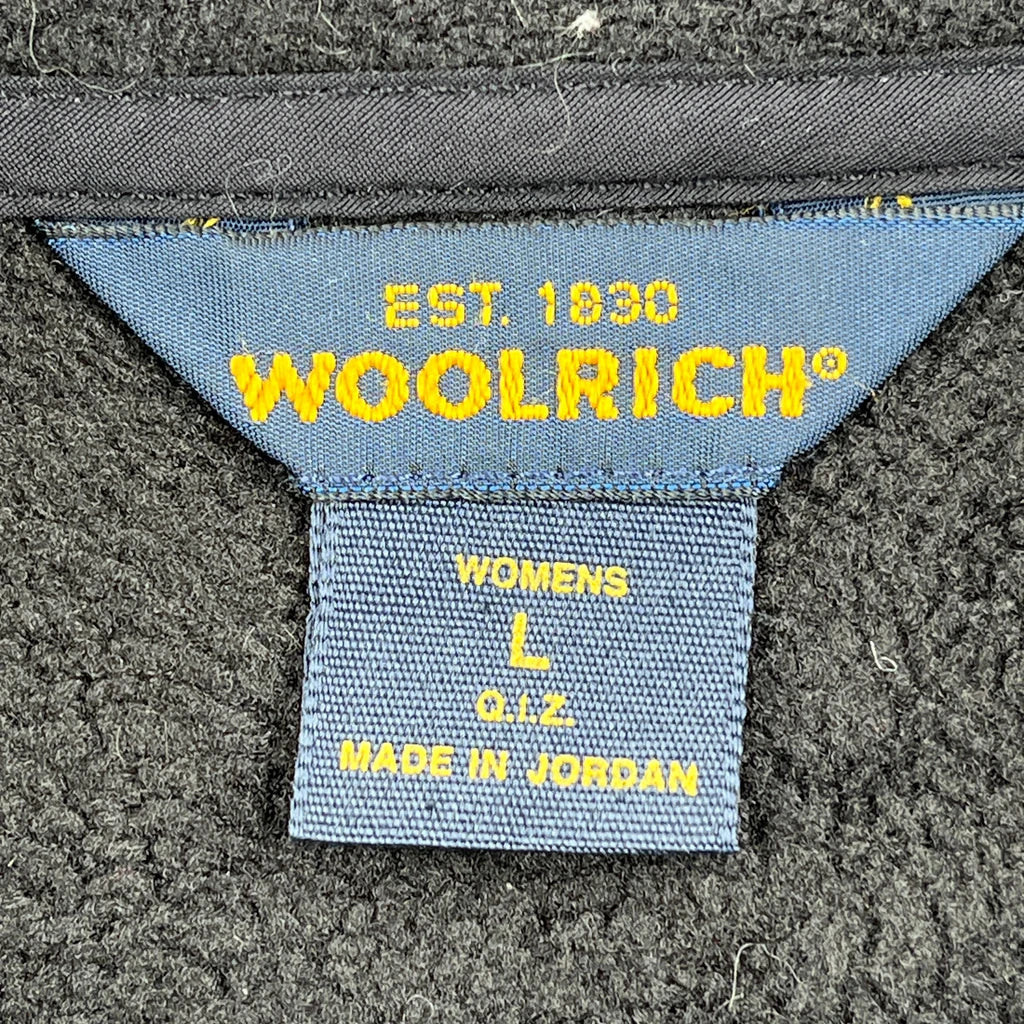 EST. 1830
WOOLRICH®
WOMENS
L
Q.I.Z.
MADE IN JORDAN